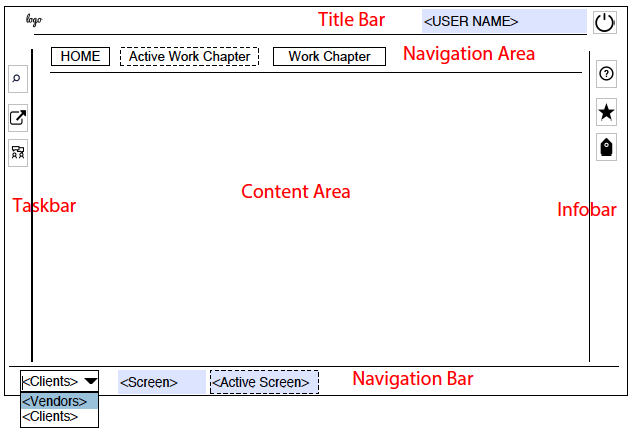 logo
Title Bar
<USER NAME>
HOME
Active Work Chapter
Work Chapter
Navigation Area
?
Content Area
Taskbar
Infobar
<Clients>
<Screen>
<Active Screen>
Navigation Bar
<Vendors>
<Clients>